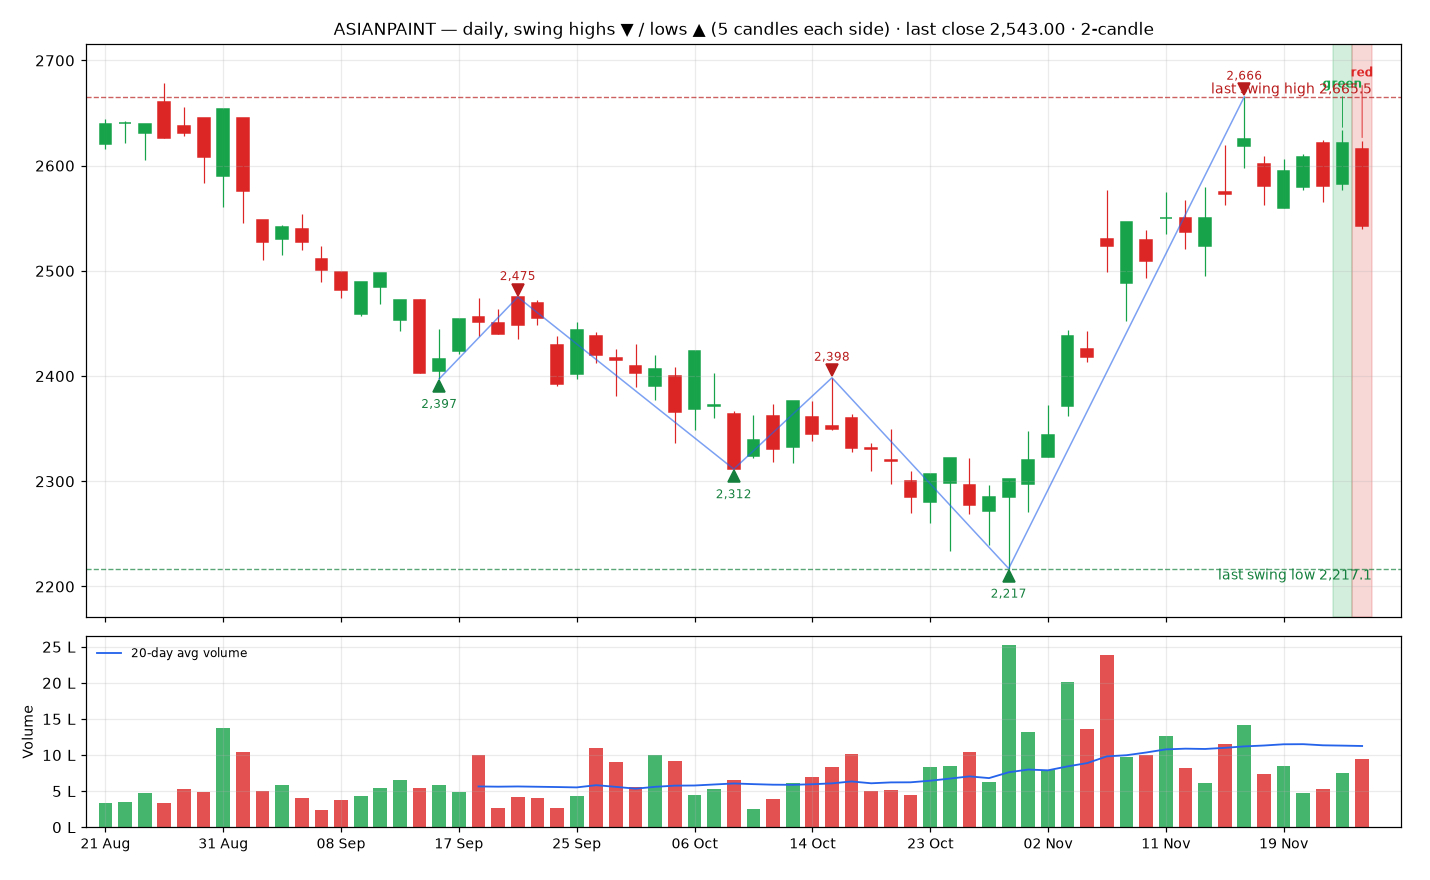 ASIANPAINT — daily, swing highs ▼ / lows ▲ (5 candles each side) · last close 2,543.00 · 2-candle
2700
2600
2500
2400
2300
2200
2,666
red
green
last swing high 2,665.5
2,475
2,397
2,398
2,312
2,217
last swing low 2,217.1
20-day avg volume
Volume
25 L
20 L
15 L
10 L
5 L
0 L
21 Aug
31 Aug
08 Sep
17 Sep
25 Sep
06 Oct
14 Oct
23 Oct
02 Nov
11 Nov
19 Nov